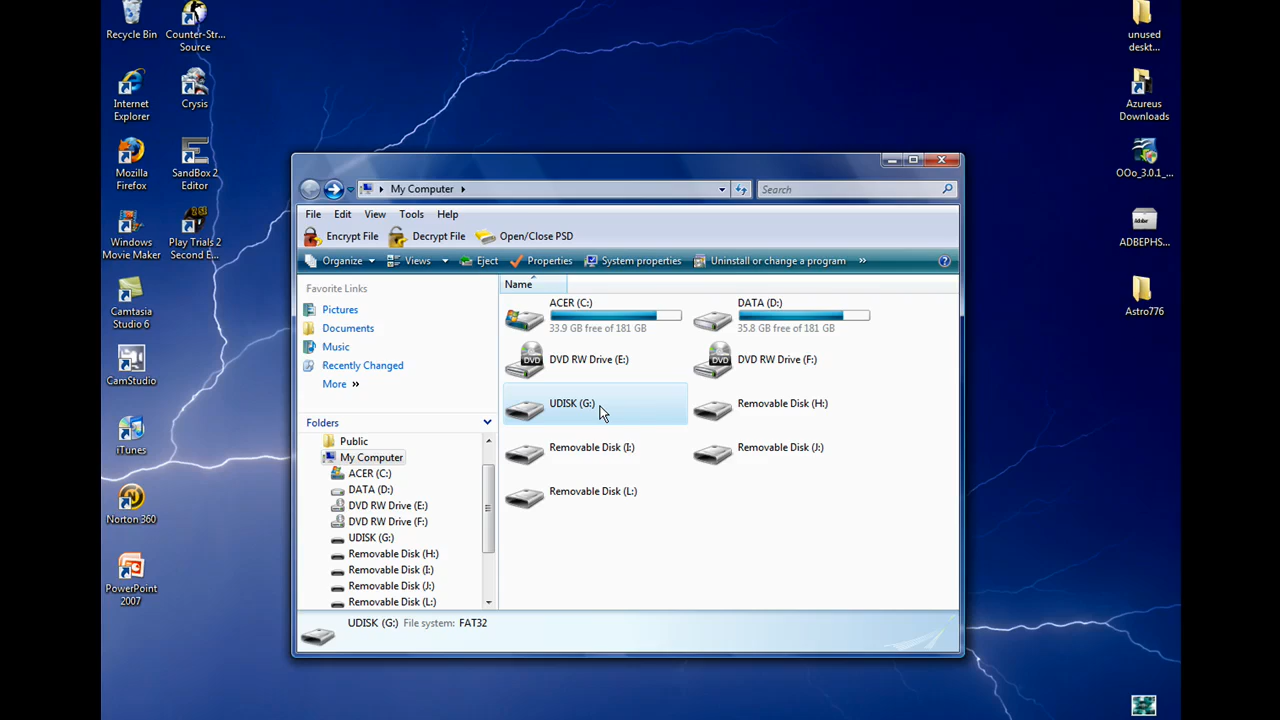 Recycle Bin
Counter-Str...
Source
Internet
Explorer
Crysis
Mozilla
Firefox
SandBox 2
Editor
Windows
Movie Maker
Play Trials 2
Second E...
Camtasia
Studio 6
CamStudio
iTunes
Norton 360
PowerPoint
2007
My Computer
Search
File Edit View Tools Help
Encrypt File Decrypt File Open/Close PSD
Organize Views Eject Properties System properties Uninstall or change a program »
Favorite Links
Pictures
Documents
Music
Recently Changed
More »
Folders
Public
My Computer
ACER (C:)
DATA (D:)
DVD RW Drive (E:)
DVD RW Drive (F:)
UDISK (G:)
Removable Disk (H:)
Removable Disk (I:)
Removable Disk (J:)
Removable Disk (L:)
Name
ACER (C:)
33.9 GB free of 181 GB
DATA (D:)
35.8 GB free of 181 GB
DVD
DVD RW Drive (E:)
DVD
DVD RW Drive (F:)
UDISK (G:)
Removable Disk (H:)
Removable Disk (I:)
Removable Disk (J:)
Removable Disk (L:)
UDISK (G:) File system: FAT32
unused
deskt...
Azureus
Downloads
OOo_3.0.1_...
Adobe
ADBEPHS...
Astro776